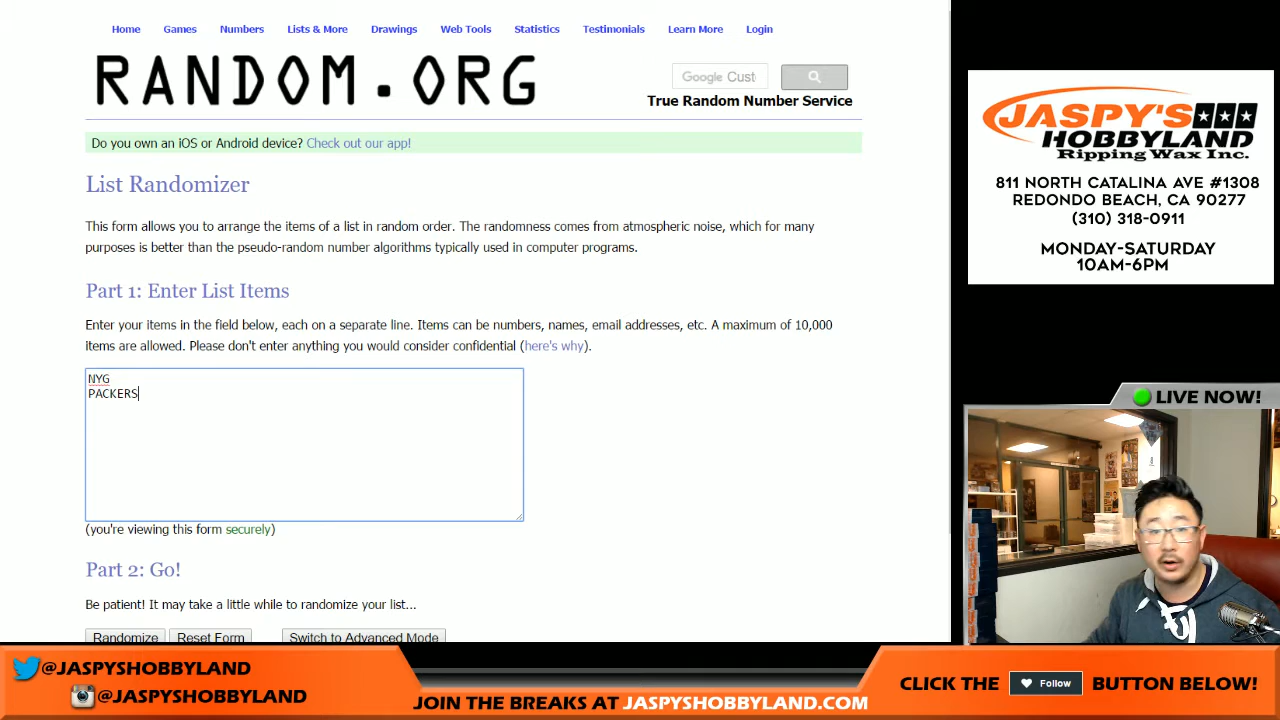 Home Games Numbers Lists & More Drawings Web Tools Statistics Testimonials Learn More Login
RANDOM.ORG
Google Cust
True Random Number Service
Do you own an iOS or Android device? Check out our app!
List Randomizer
This form allows you to arrange the items of a list in random order. The randomness comes from atmospheric noise, which for many
purposes is better than the pseudo-random number algorithms typically used in computer programs.
Part 1: Enter List Items
Enter your items in the field below, each on a separate line. Items can be numbers, names, email addresses, etc. A maximum of 10,000
items are allowed. Please don't enter anything you would consider confidential (here's why).
NYG
PACKERS
(you're viewing this form securely)
Part 2: Go!
Be patient! It may take a little while to randomize your list...
Randomize Reset Form Switch to Advanced Mode
JASPY'S
HOBBYLAND
Ripping Wax Inc.
811 NORTH CATALINA AVE #1308
REDONDO BEACH, CA 90277
(310) 318-0911
MONDAY-SATURDAY
10AM-6PM
LIVE NOW!
@JASPYSHOBBYLAND
@JASPYSHOBBYLAND
JOIN THE BREAKS AT JASPYSHOBBYLAND.COM
CLICK THE Follow BUTTON BELOW!